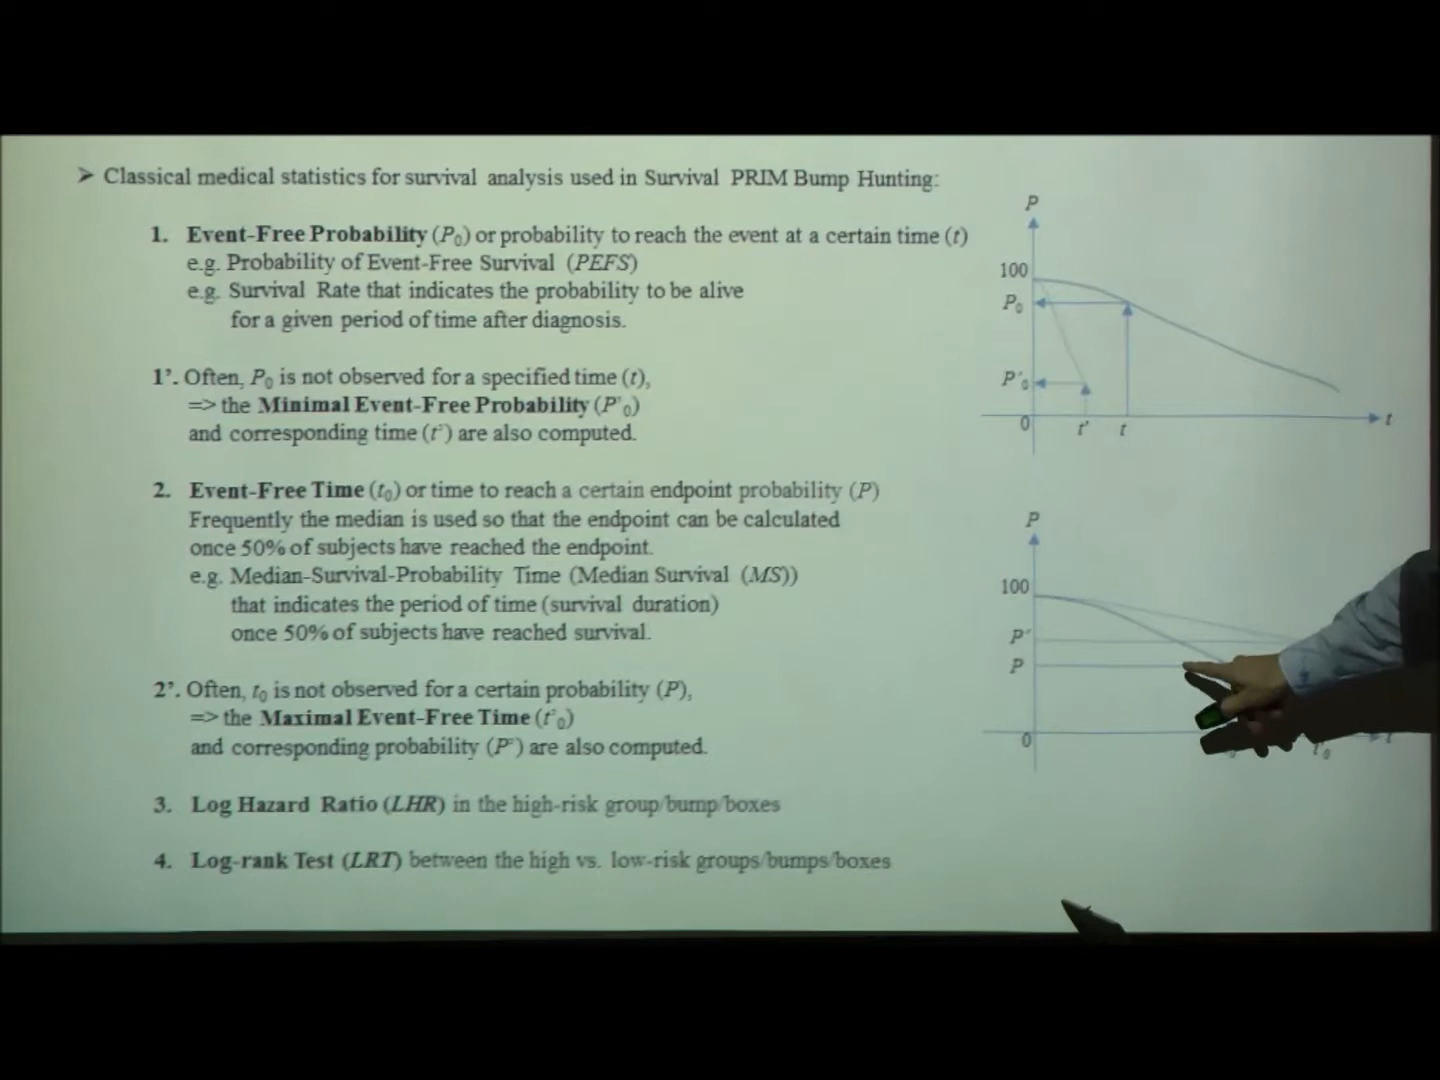 ➢ Classical medical statistics for survival analysis used in Survival PRIM Bump Hunting:
1. Event-Free Probability (P0) or probability to reach the event at a certain time (t)
e.g. Probability of Event-Free Survival (PEFS)
e.g. Survival Rate that indicates the probability to be alive
for a given period of time after diagnosis.
1’. Often, P0 is not observed for a specified time (t),
=> the Minimal Event-Free Probability (P’0)
and corresponding time (t’) are also computed.
2. Event-Free Time (t0) or time to reach a certain endpoint probability (P)
Frequently the median is used so that the endpoint can be calculated
once 50% of subjects have reached the endpoint.
e.g. Median-Survival-Probability Time (Median Survival (MS))
that indicates the period of time (survival duration)
once 50% of subjects have reached survival.
2’. Often, t0 is not observed for a certain probability (P),
=> the Maximal Event-Free Time (t’0)
and corresponding probability (P’) are also computed.
3. Log Hazard Ratio (LHR) in the high-risk group/bump/boxes
4. Log-rank Test (LRT) between the high vs. low-risk groups/bumps/boxes
P
100
P0
P’0
0
t’ t
t
P
100
P’
P
0
t’0